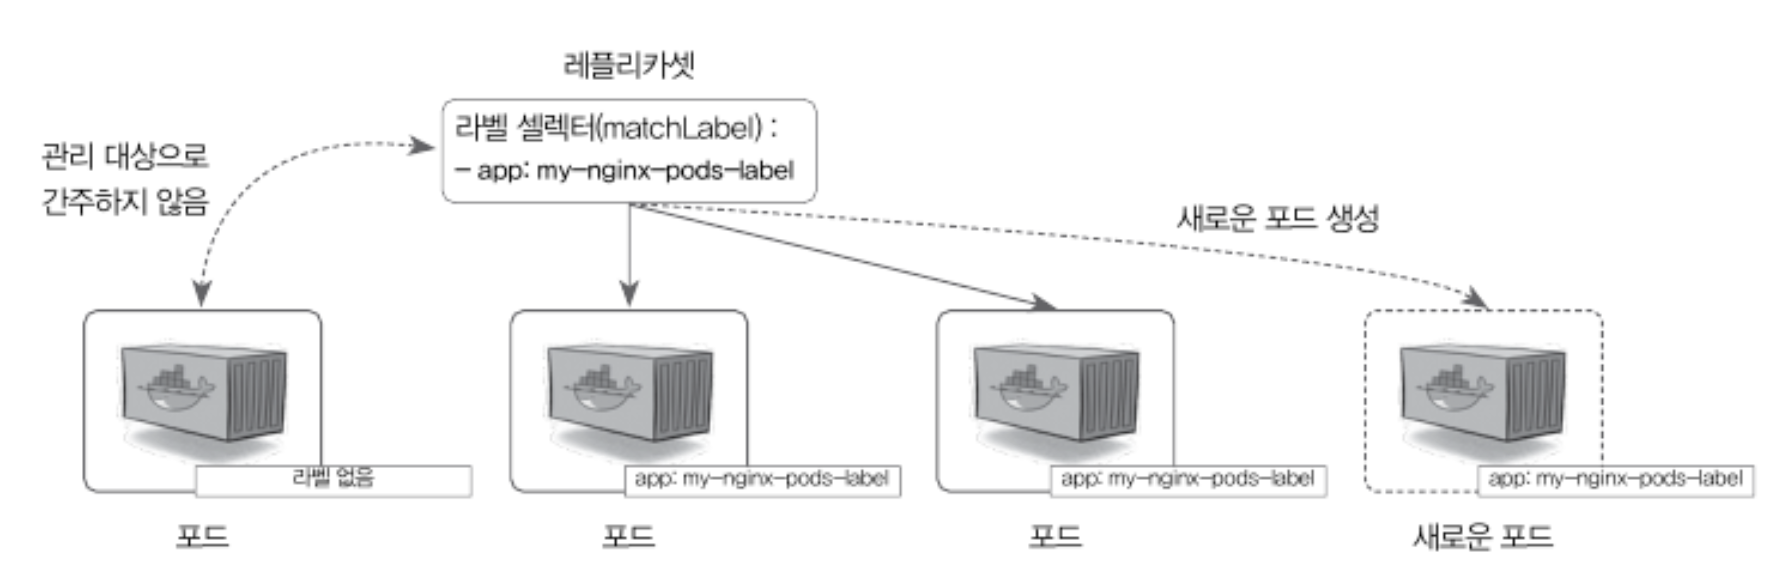 레플리카셋
라벨 셀렉터(matchLabel) :
– app: my–nginx–pods–label
관리 대상으로
간주하지 않음
새로운 포드 생성
라벨 없음
app: my–nginx–pods–label
app: my–nginx–pods–label
app: my–nginx–pods–label
포드
포드
포드
새로운 포드